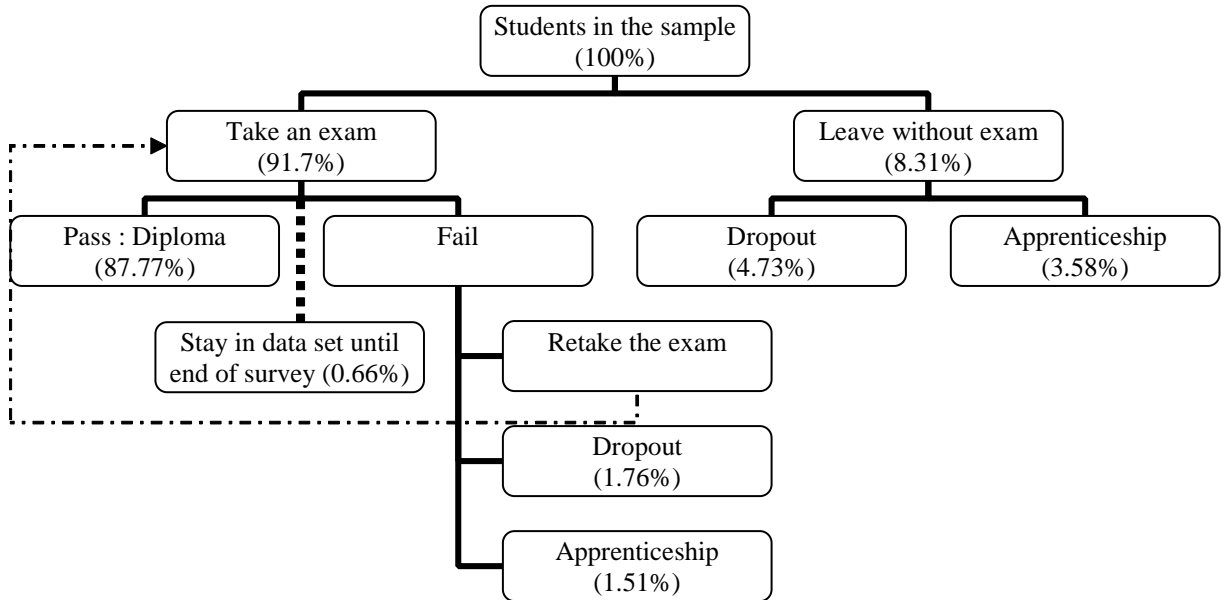 Students in the sample
(100%)
Take an exam
(91.7%)
Leave without exam
(8.31%)
Pass : Diploma
(87.77%)
Fail
Dropout
(4.73%)
Apprenticeship
(3.58%)
Stay in data set until
end of survey (0.66%)
Retake the exam
Dropout
(1.76%)
Apprenticeship
(1.51%)